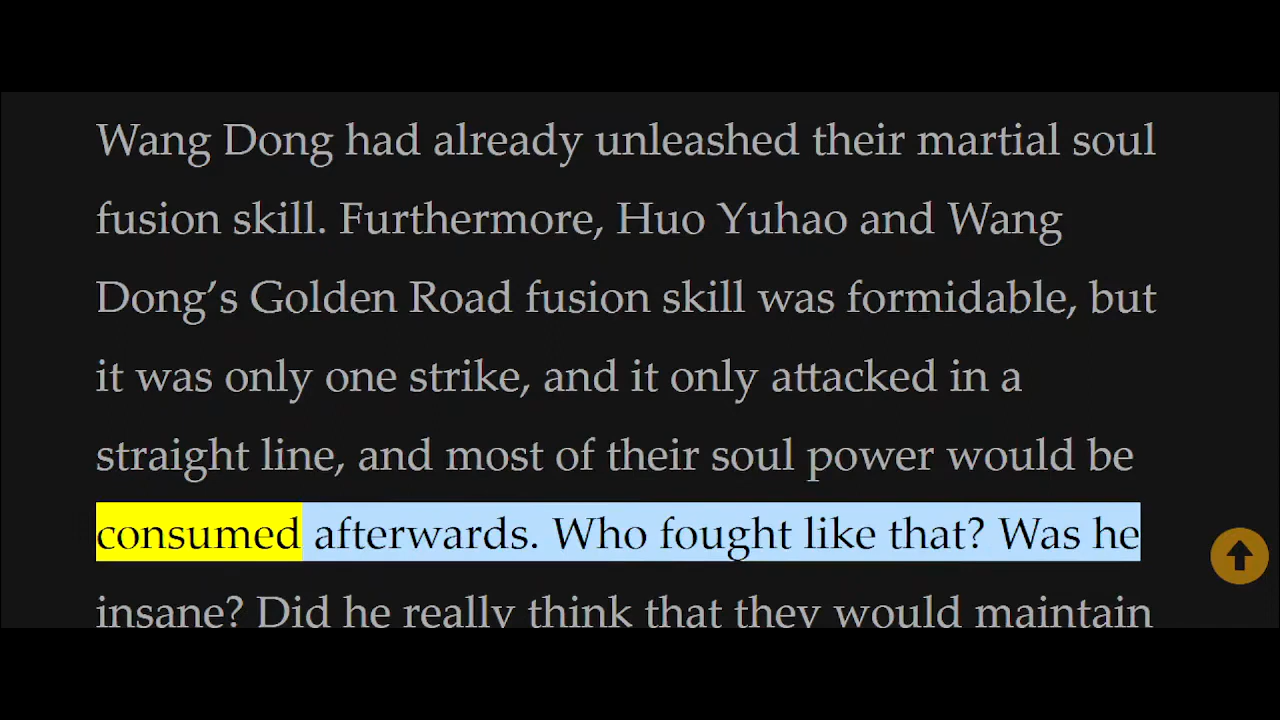 Wang Dong had already unleashed their martial soul
fusion skill. Furthermore, Huo Yuhao and Wang
Dong’s Golden Road fusion skill was formidable, but
it was only one strike, and it only attacked in a
straight line, and most of their soul power would be
consumed afterwards. Who fought like that? Was he
insane? Did he really think that they would maintain